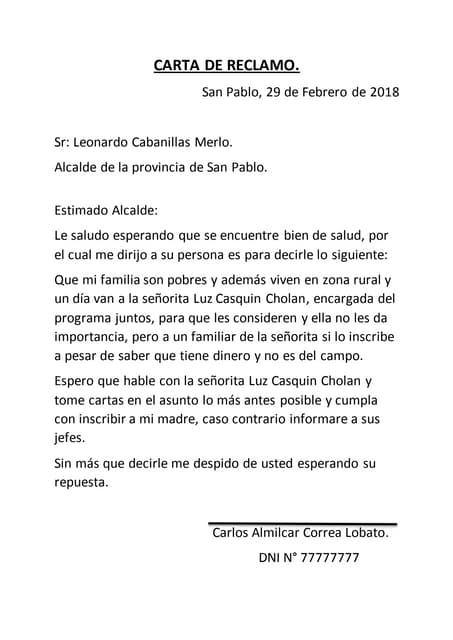 CARTA DE RECLAMO.
San Pablo, 29 de Febrero de 2018
Sr: Leonardo Cabanillas Merlo.
Alcalde de la provincia de San Pablo.
Estimado Alcalde:
Le saludo esperando que se encuentre bien de salud, por
el cual me dirijo a su persona es para decirle lo siguiente:
Que mi familia son pobres y además viven en zona rural y
un día van a la señorita Luz Casquin Cholan, encargada del
programa juntos, para que les consideren y ella no les da
importancia, pero a un familiar de la señorita si lo inscribe
a pesar de saber que tiene dinero y no es del campo.
Espero que hable con la señorita Luz Casquin Cholan y
tome cartas en el asunto lo más antes posible y cumpla
con inscribir a mi madre, caso contrario informare a sus
jefes.
Sin más que decirle me despido de usted esperando su
repuesta.
Carlos Almilcar Correa Lobato.
DNI N° 77777777